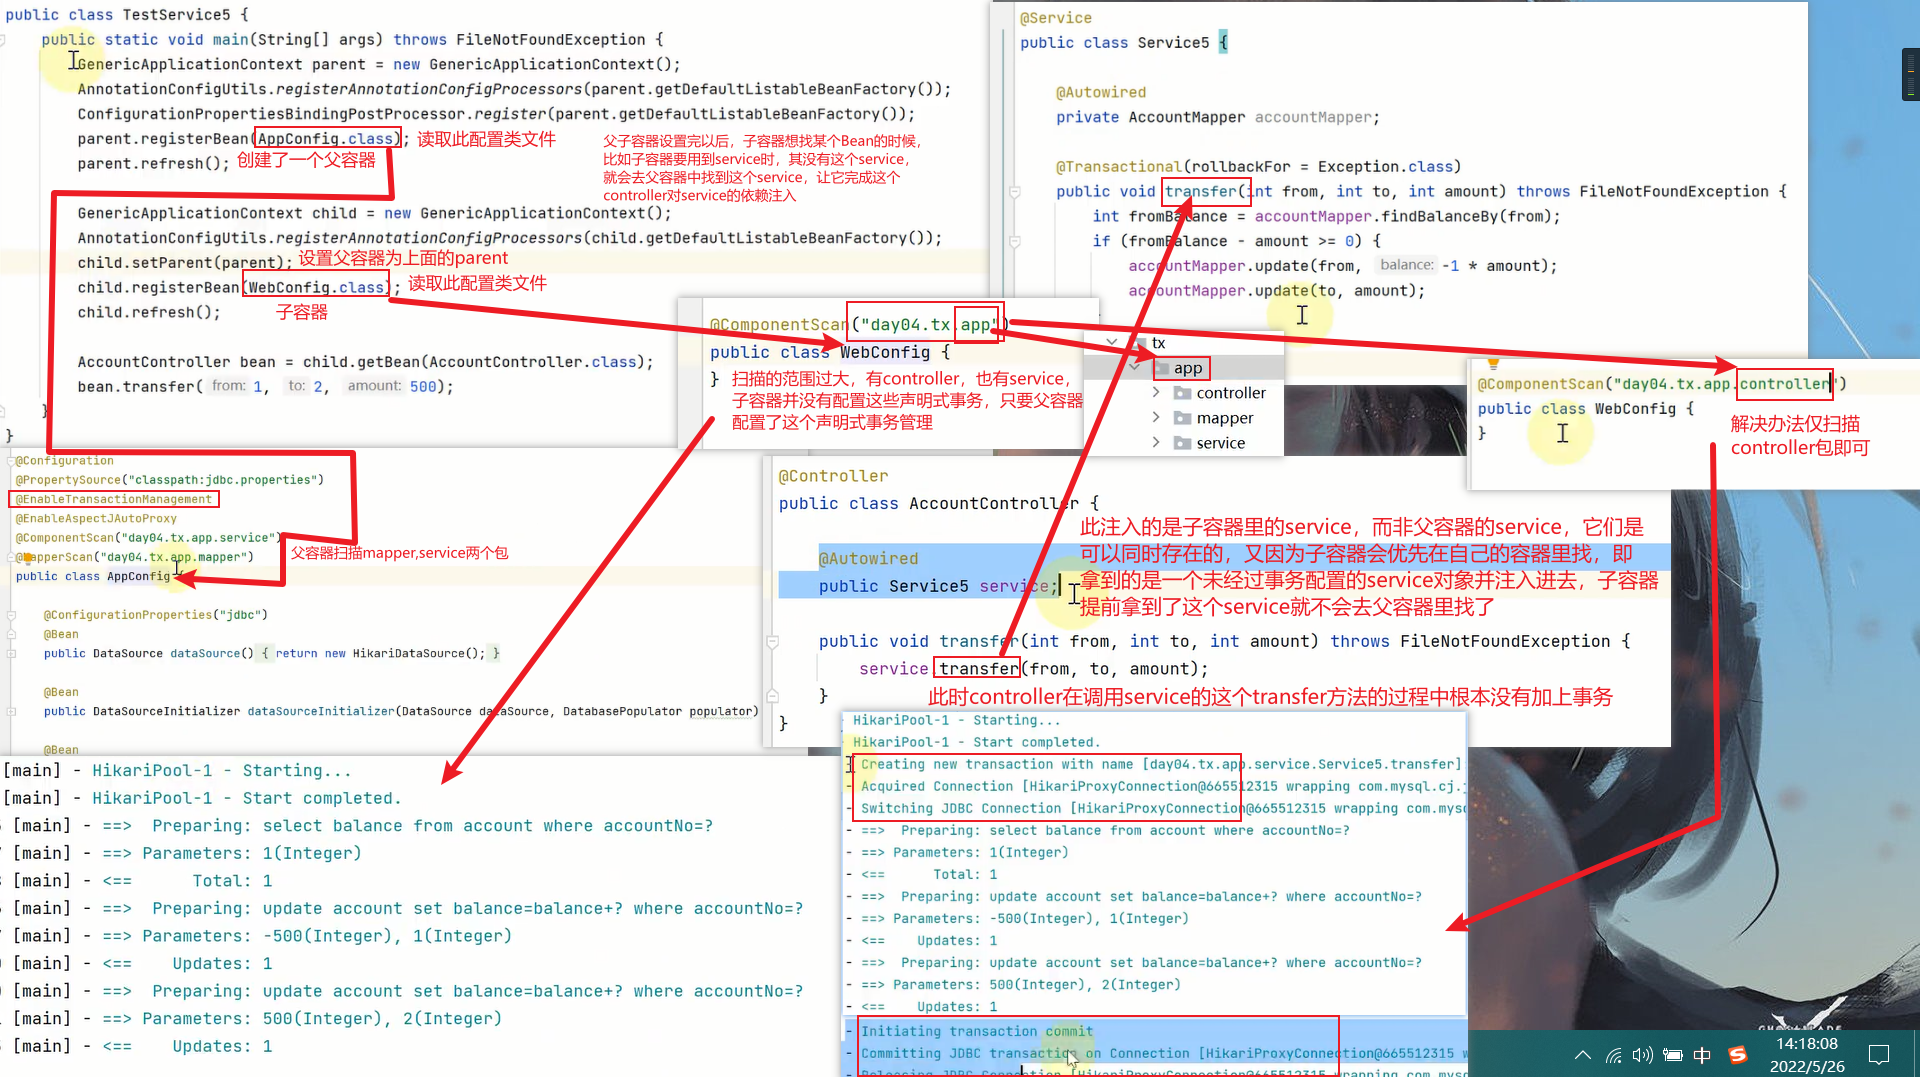 public class TestService5 {
public static void main(String[] args) throws FileNotFoundException {
GenericApplicationContext parent = new GenericApplicationContext();
AnnotationConfigUtils.registerAnnotationConfigProcessors(parent.getDefaultListableBeanFactory());
ConfigurationPropertiesBindingPostProcessor.register(parent.getDefaultListableBeanFactory());
parent.registerBean(AppConfig.class); 读取此配置类文件
parent.refresh(); 创建了一个父容器
父子容器设置完以后，子容器想找某个Bean的时候，
比如子容器要用到service时，其没有这个service，
就会去父容器中找到这个service，让它完成这个
controller对service的依赖注入
GenericApplicationContext child = new GenericApplicationContext();
AnnotationConfigUtils.registerAnnotationConfigProcessors(child.getDefaultListableBeanFactory());
child.setParent(parent); 设置父容器为上面的parent
child.registerBean(WebConfig.class); 读取此配置类文件
child.refresh(); 子容器
AccountController bean = child.getBean(AccountController.class);
bean.transfer( from: 1, to: 2, amount: 500);
}
}
@Service
public class Service5 {
@Autowired
private AccountMapper accountMapper;
@Transactional(rollbackFor = Exception.class)
public void transfer(int from, int to, int amount) throws FileNotFoundException {
int fromBalance = accountMapper.findBalanceBy(from);
if (fromBalance - amount >= 0) {
accountMapper.update(from, balance: -1 * amount);
accountMapper.update(to, amount);
@ComponentScan("day04.tx.app")
public class WebConfig {
}
扫描的范围过大，有controller，也有service，
子容器并没有配置这些声明式事务，只要父容器
配置了这个声明式事务管理
tx
app
controller
mapper
service
@ComponentScan("day04.tx.app.controller")
public class WebConfig {
}
解决办法仅扫描
controller包即可
@Configuration
@PropertySource("classpath:jdbc.properties")
@EnableTransactionManagement
@EnableAspectJAutoProxy
@ComponentScan("day04.tx.app.service")
@MapperScan("day04.tx.app.mapper")
public class AppConfig {
父容器扫描mapper,service两个包
@ConfigurationProperties("jdbc")
@Bean
public DataSource dataSource() { return new HikariDataSource(); }
@Bean
public DataSourceInitializer dataSourceInitializer(DataSource dataSource, DatabasePopulator populator)
@Bean
@Controller
public class AccountController {
@Autowired
public Service5 service;
此注入的是子容器里的service，而非父容器的service，它们是
可以同时存在的，又因为子容器会优先在自己的容器里找，即
拿到的是一个未经过事务配置的service对象并注入进去，子容器
提前拿到了这个service就不会去父容器里找了
public void transfer(int from, int to, int amount) throws FileNotFoundException {
service.transfer(from, to, amount);
}
此时controller在调用service的这个transfer方法的过程中根本没有加上事务
}
[main] - HikariPool-1 - Starting...
[main] - HikariPool-1 - Start completed.
[main] - ==>  Preparing: select balance from account where accountNo=?
[main] - ==> Parameters: 1(Integer)
[main] - <==      Total: 1
[main] - ==>  Preparing: update account set balance=balance+? where accountNo=?
[main] - ==> Parameters: -500(Integer), 1(Integer)
[main] - <==    Updates: 1
[main] - ==>  Preparing: update account set balance=balance+? where accountNo=?
[main] - ==> Parameters: 500(Integer), 2(Integer)
[main] - <==    Updates: 1
HikariPool-1 - Starting...
HikariPool-1 - Start completed.
Creating new transaction with name [day04.tx.app.service.Service5.transfer]
- Acquired Connection [HikariProxyConnection@665512315 wrapping com.mysql.cj.
- Switching JDBC Connection [HikariProxyConnection@665512315 wrapping com.mys
- ==>  Preparing: select balance from account where accountNo=?
- ==> Parameters: 1(Integer)
- <==      Total: 1
- ==>  Preparing: update account set balance=balance+? where accountNo=?
- ==> Parameters: -500(Integer), 1(Integer)
- <==    Updates: 1
- ==>  Preparing: update account set balance=balance+? where accountNo=?
- ==> Parameters: 500(Integer), 2(Integer)
- <==    Updates: 1
- Initiating transaction commit
- Committing JDBC transaction on Connection [HikariProxyConnection@665512315 w
- Releasing JDBC Connection [HikariProxyConnection@665512315 wrapping com.mys
中
14:18:08
2022/5/26